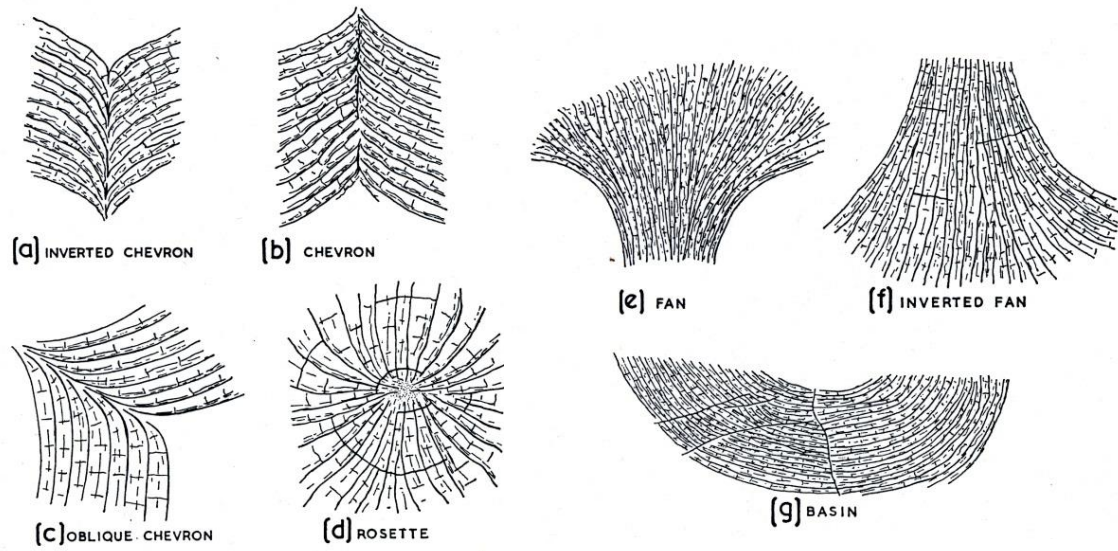 (a) INVERTED CHEVRON
(b) CHEVRON
(c) OBLIQUE CHEVRON
(d) ROSETTE
(e) FAN
(f) INVERTED FAN
(g) BASIN